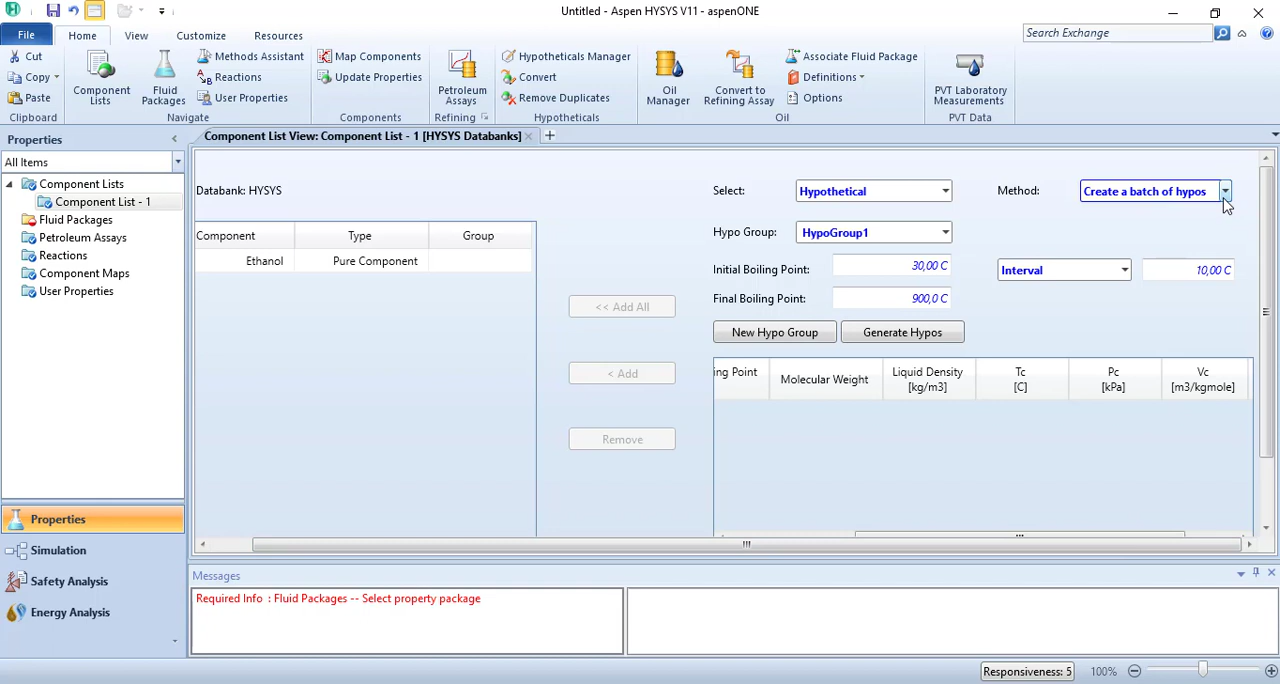 Untitled - Aspen HYSYS V11 - aspenONE
File Home View Customize Resources
Search Exchange
Cut
Copy
Paste
Clipboard
Component Lists
Fluid Packages
Methods Assistant
Reactions
User Properties
Navigate
Map Components
Update Properties
Components
Petroleum Assays
Refining
Hypotheticals Manager
Convert
Remove Duplicates
Hypotheticals
Oil Manager
Convert to Refining Assay
Associate Fluid Package
Definitions
Options
Oil
PVT Laboratory Measurements
PVT Data
Properties
All Items
Component Lists
Component List - 1
Fluid Packages
Petroleum Assays
Reactions
Component Maps
User Properties
Properties
Simulation
Safety Analysis
Energy Analysis
Component List View: Component List - 1 [HYSYS Databanks]
Databank: HYSYS
Component Type Group
Ethanol Pure Component
<< Add All
< Add
Remove
Select: Hypothetical Method: Create a batch of hypos
Hypo Group: HypoGroup1
Initial Boiling Point: 30,00 C Interval 10,00 C
Final Boiling Point: 900,0 C
New Hypo Group Generate Hypos
ing Point Molecular Weight Liquid Density [kg/m3] Tc [C] Pc [kPa] Vc [m3/kgmole]
Messages
Required Info : Fluid Packages -- Select property package
Responsiveness: 5 100%